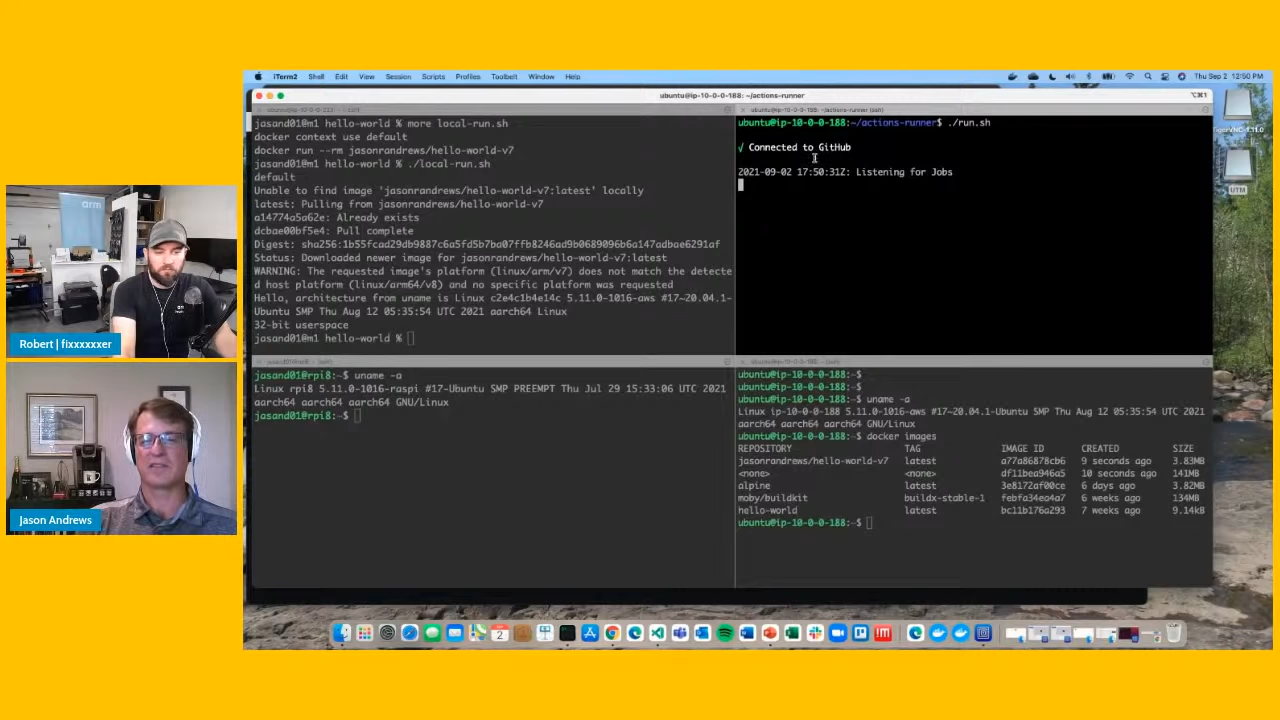 iTerm2 Shell Edit View Session Scripts Profiles Toolbelt Window Help
Thu Sep 2 12:50 PM
ubuntu@ip-10-0-0-188: ~/actions-runner
⌥⌘1
jasand01@m1 hello-world % more local-run.sh
docker context use default
docker run --rm jasonrandrews/hello-world-v7
jasand01@m1 hello-world % ./local-run.sh
default
Unable to find image 'jasonrandrews/hello-world-v7:latest' locally
latest: Pulling from jasonrandrews/hello-world-v7
a14774a5a62e: Already exists
dcbae00bf5e4: Pull complete
Digest: sha256:1b55fcad29db9887c6a5fd5b7ba07ffb8246ad9b0689096b6a147adbae6291af
Status: Downloaded newer image for jasonrandrews/hello-world-v7:latest
WARNING: The requested image's platform (linux/arm/v7) does not match the detecte
d host platform (linux/arm64/v8) and no specific platform was requested
Hello, architecture from uname is Linux c2e4c1b4e14c 5.11.0-1016-aws #17~20.04.1-
Ubuntu SMP Thu Aug 12 05:35:54 UTC 2021 aarch64 Linux
32-bit userspace
jasand01@m1 hello-world %
ubuntu@ip-10-0-0-188: ~/actions-runner (ssh)
ubuntu@ip-10-0-0-188:~/actions-runner$ ./run.sh
√ Connected to GitHub
2021-09-02 17:50:31Z: Listening for Jobs
jasand01@rpi8:~$ uname -a
Linux rpi8 5.11.0-1016-raspi #17-Ubuntu SMP PREEMPT Thu Jul 29 15:33:06 UTC 2021
aarch64 aarch64 aarch64 GNU/Linux
jasand01@rpi8:~$
ubuntu@ip-10-0-0-188:~$
ubuntu@ip-10-0-0-188:~$
ubuntu@ip-10-0-0-188:~$ uname -a
Linux ip-10-0-0-188 5.11.0-1016-aws #17~20.04.1-Ubuntu SMP Thu Aug 12 05:35:54 UTC 2021
aarch64 aarch64 aarch64 GNU/Linux
ubuntu@ip-10-0-0-188:~$ docker images
REPOSITORY TAG IMAGE ID CREATED SIZE
jasonrandrews/hello-world-v7 latest a77a86878cb6 9 seconds ago 3.83MB
<none> <none> df11bea946a5 10 seconds ago 141MB
alpine latest 3e8172af00ce 6 days ago 3.82MB
moby/buildkit buildx-stable-1 febfa34ea4a7 6 weeks ago 134MB
hello-world latest bc11b176a293 7 weeks ago 9.14kB
ubuntu@ip-10-0-0-188:~$
UTM
arm
Robert | fixxxxxxer
Jason Andrews